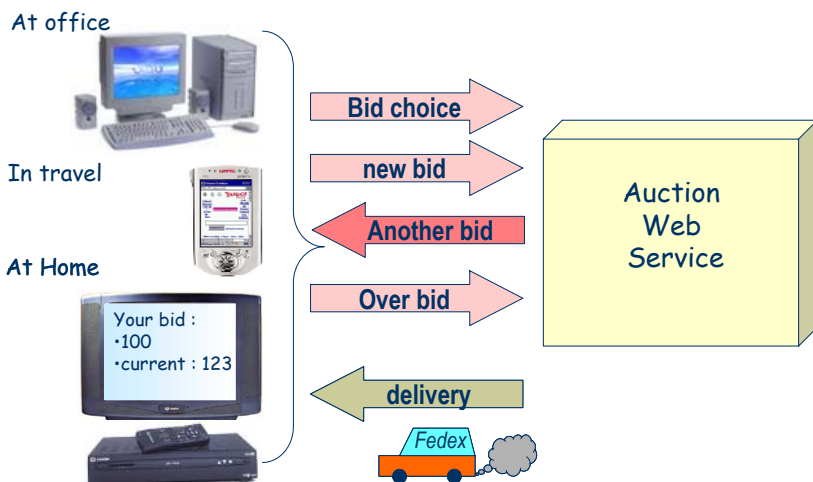 At office
Bid choice
new bid
In travel
YAHOO!
Another bid
Auction
Web
Service
At Home
Over bid
Your bid :
•100
•current : 123
delivery
Fedex